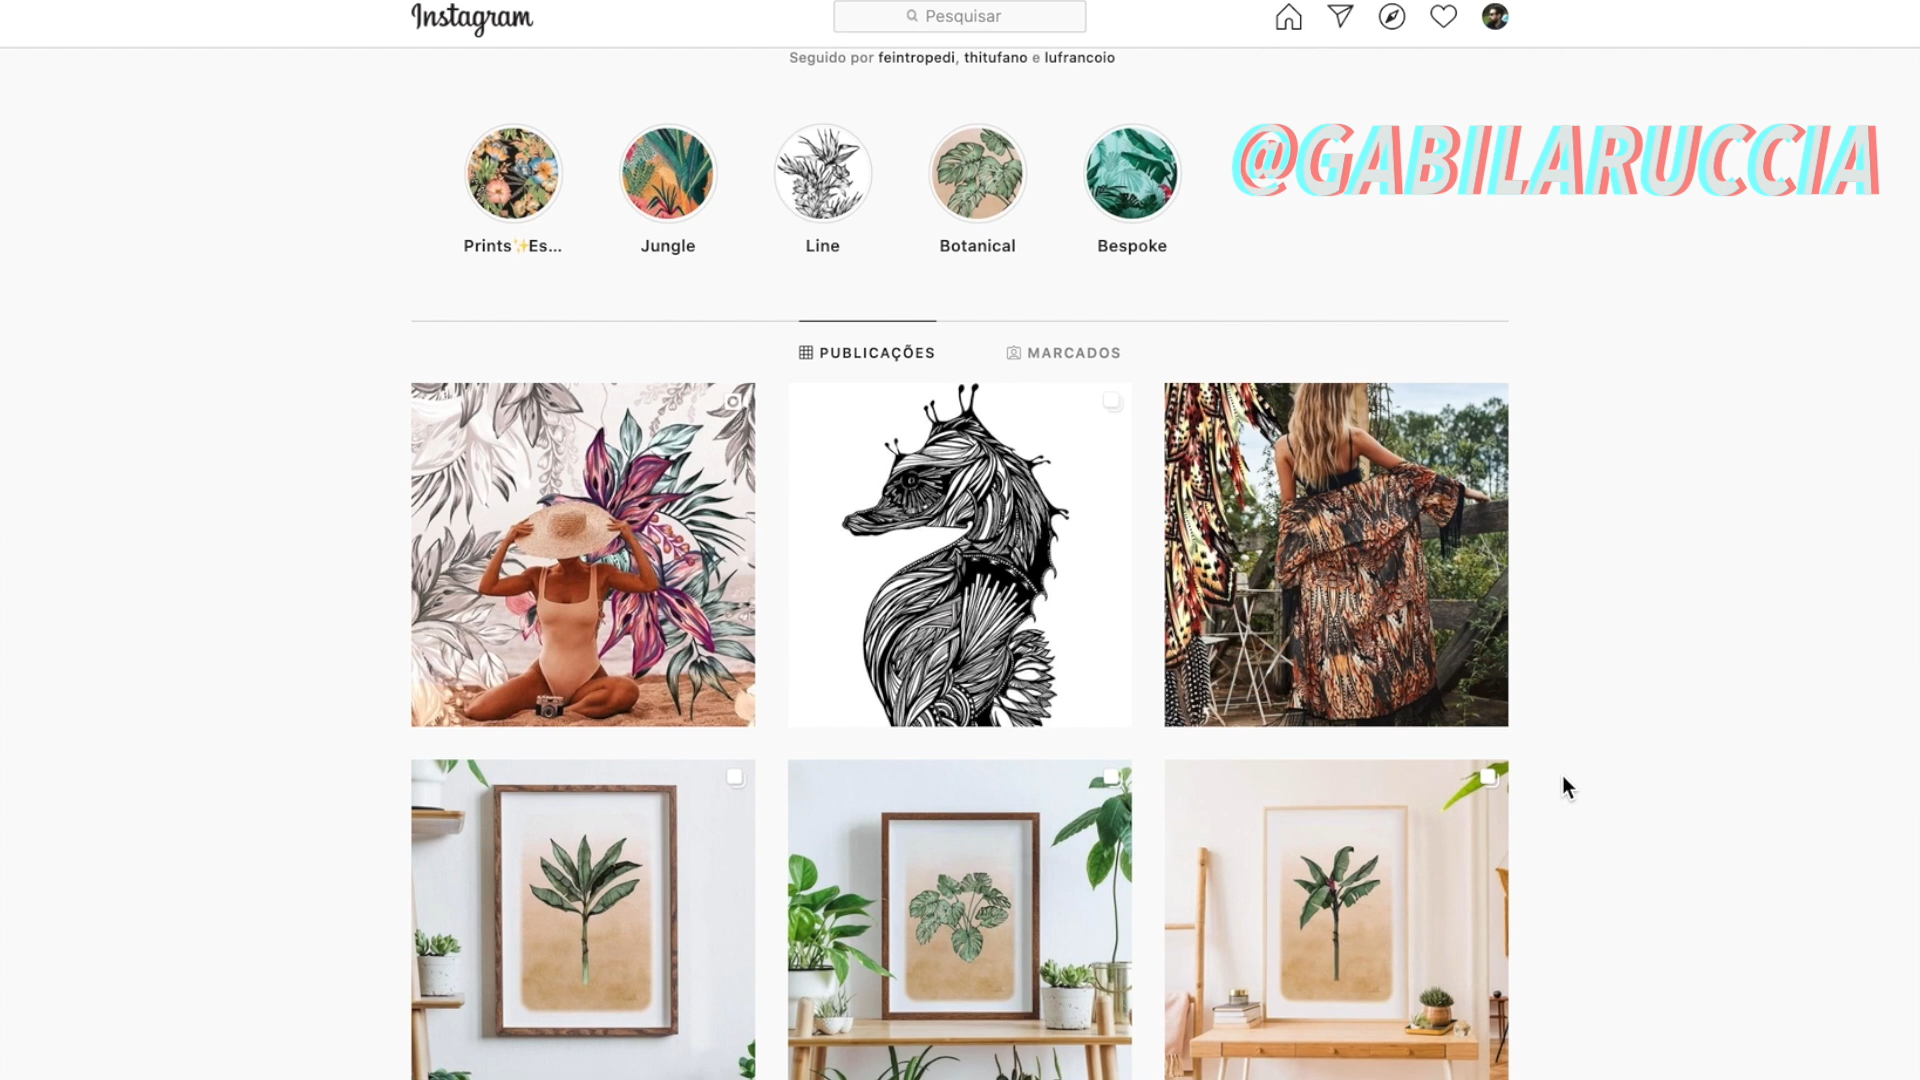 Instagram
Pesquisar
Seguido por feintropedi, thitufano e lufrancoio
@GABILARUCCIA
Prints✨Es...
Jungle
Line
Botanical
Bespoke
PUBLICAÇÕES
MARCADOS